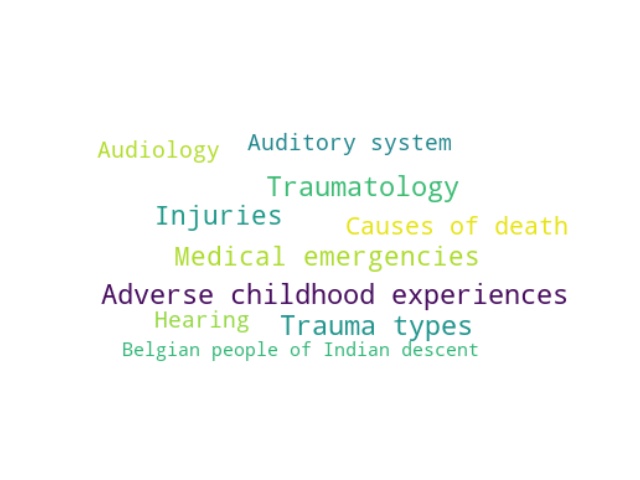 Audiology
Auditory system
Traumatology
Injuries
Causes of death
Medical emergencies
Adverse childhood experiences
Hearing
Trauma types
Belgian people of Indian descent